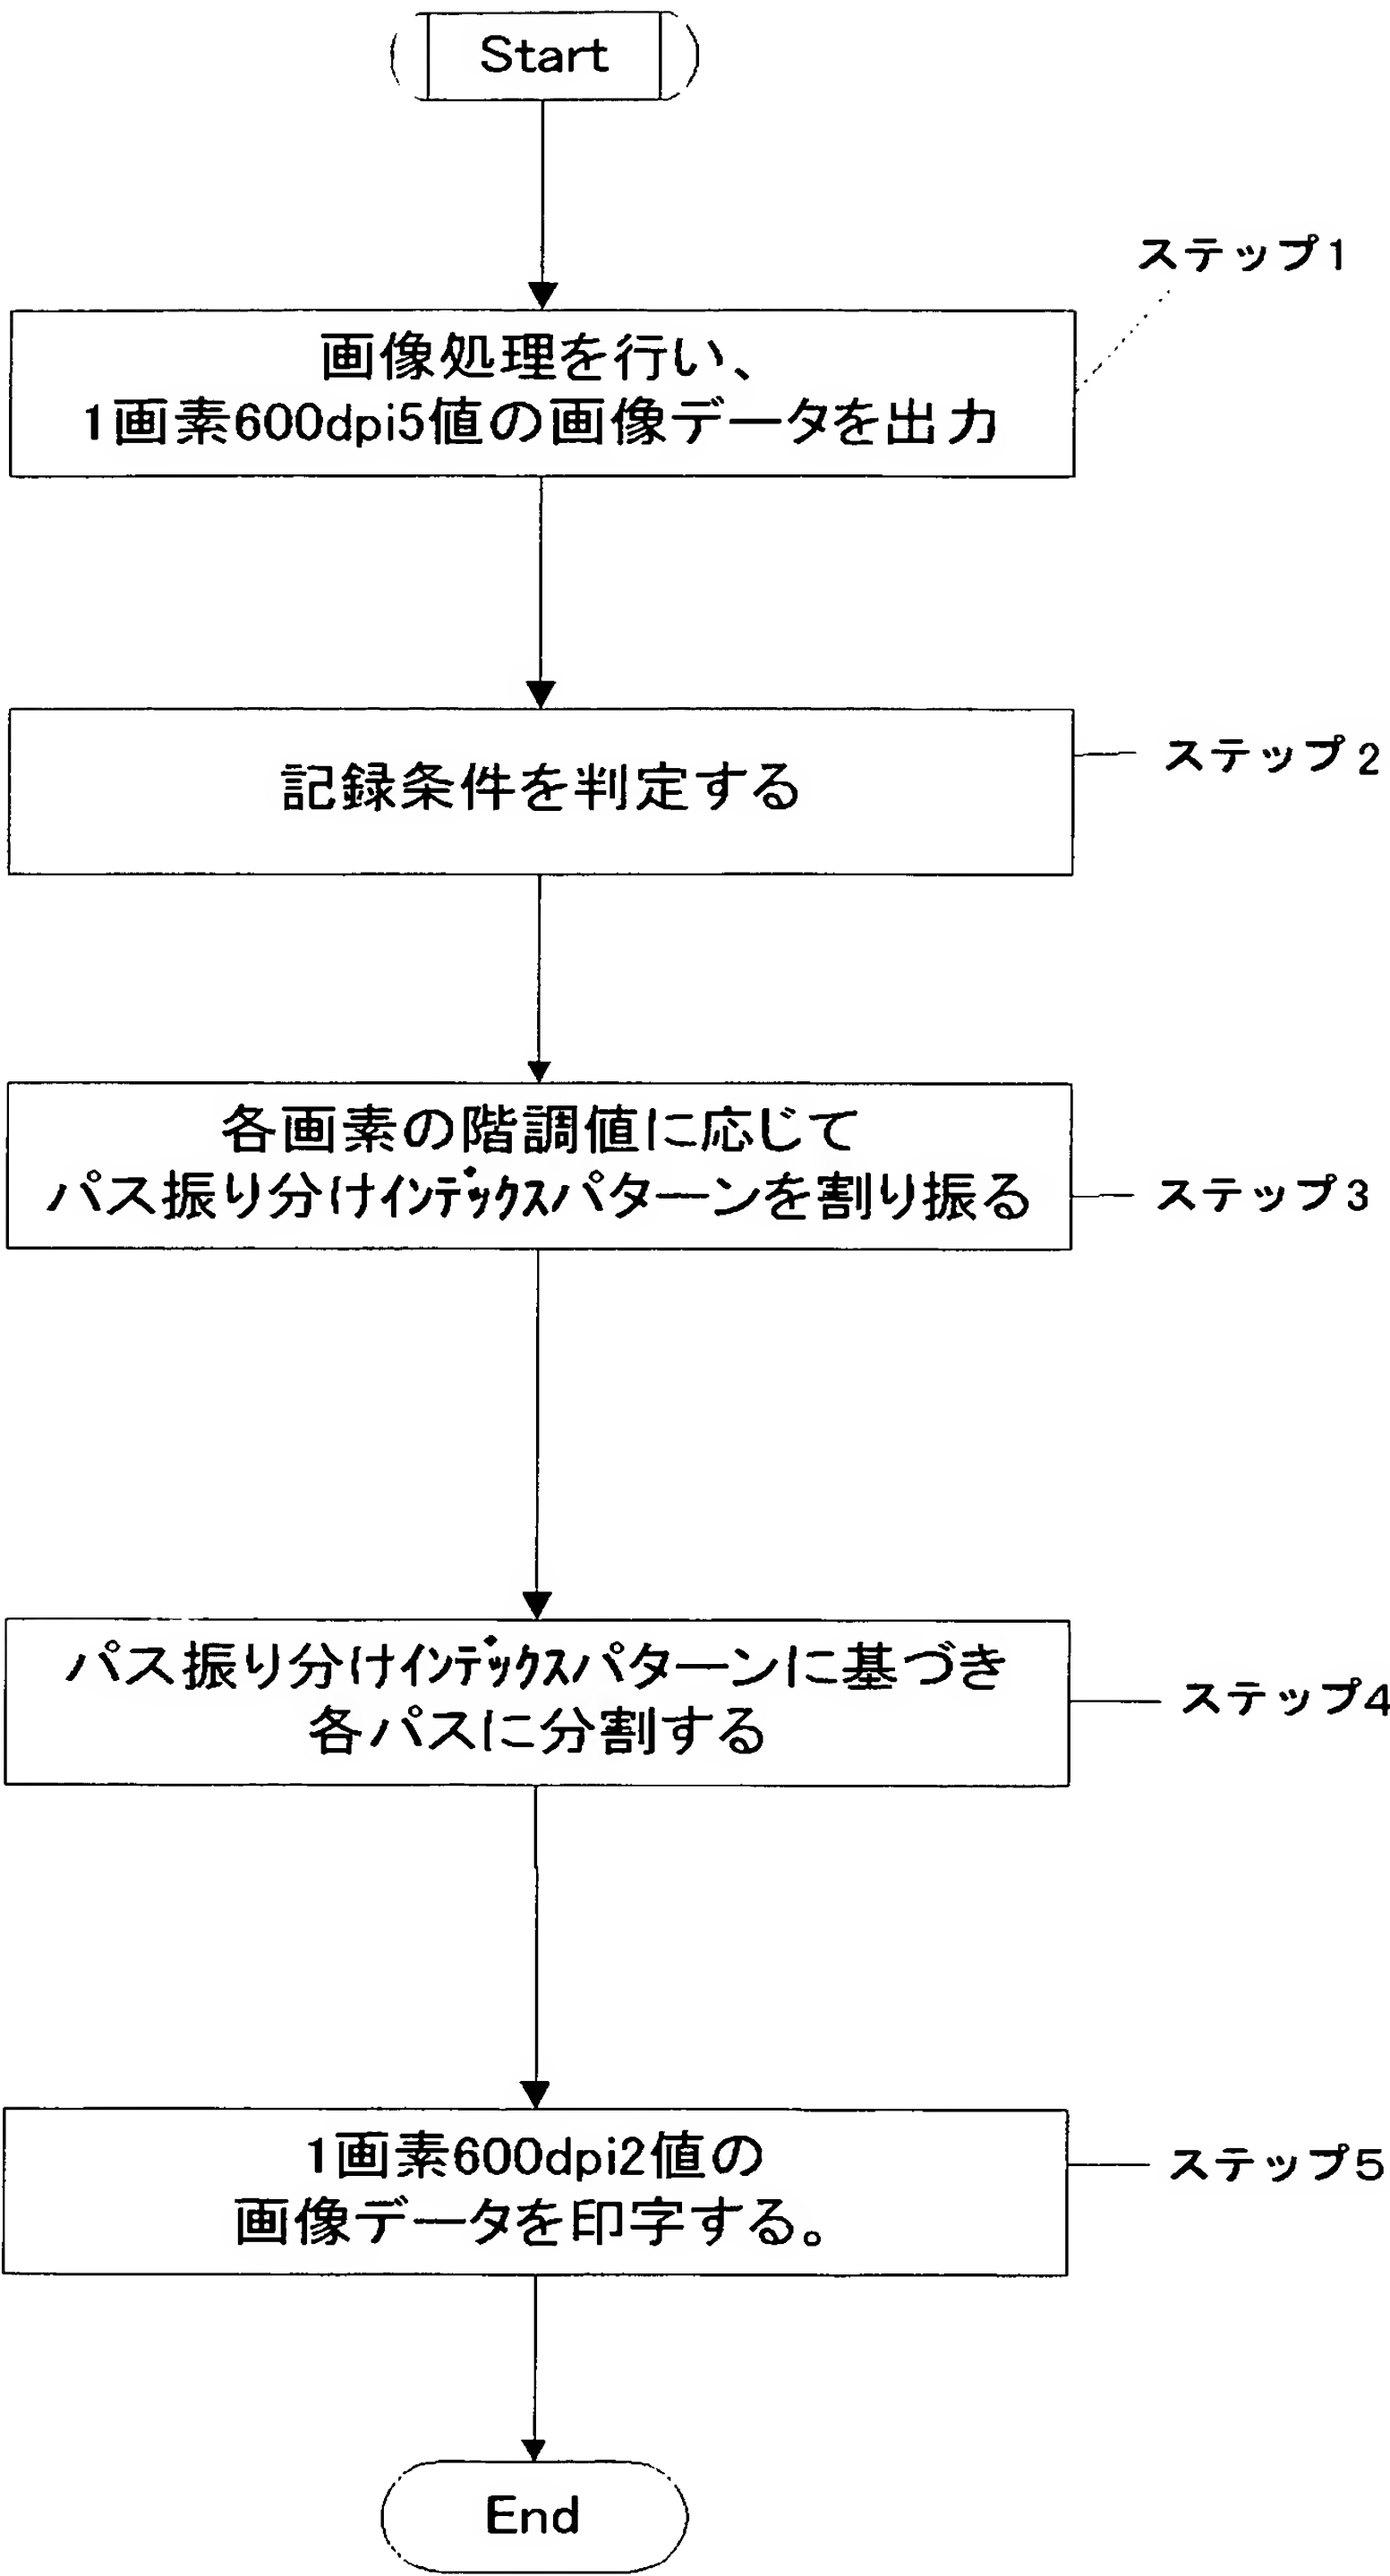 Start
ステップ1
画像処理を行い、
1画素600dpi5値の画像データを出力
記録条件を判定する
ステップ2
各画素の階調値に応じて
パス振り分けｲﾝﾃﾞｯｸｽパターンを割り振る
ステップ3
パス振り分けｲﾝﾃﾞｯｸｽパターンに基づき
各パスに分割する
ステップ4
1画素600dpi2値の
画像データを印字する。
ステップ5
End